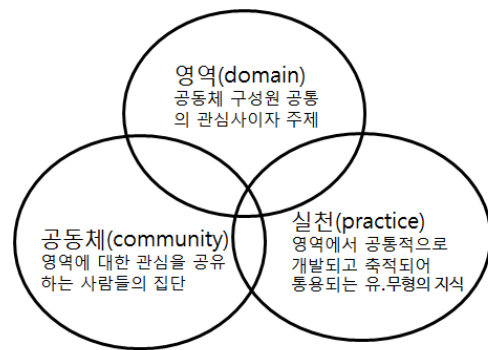 영역(domain)
공동체 구성원 공통
의 관심사이자 주제
공동체(community)
영역에 대한 관심을 공유
하는 사람들의 집단
실천(practice)
영역에서 공통적으로
개발되고 축적되어
통용되는 유.무형의 지식